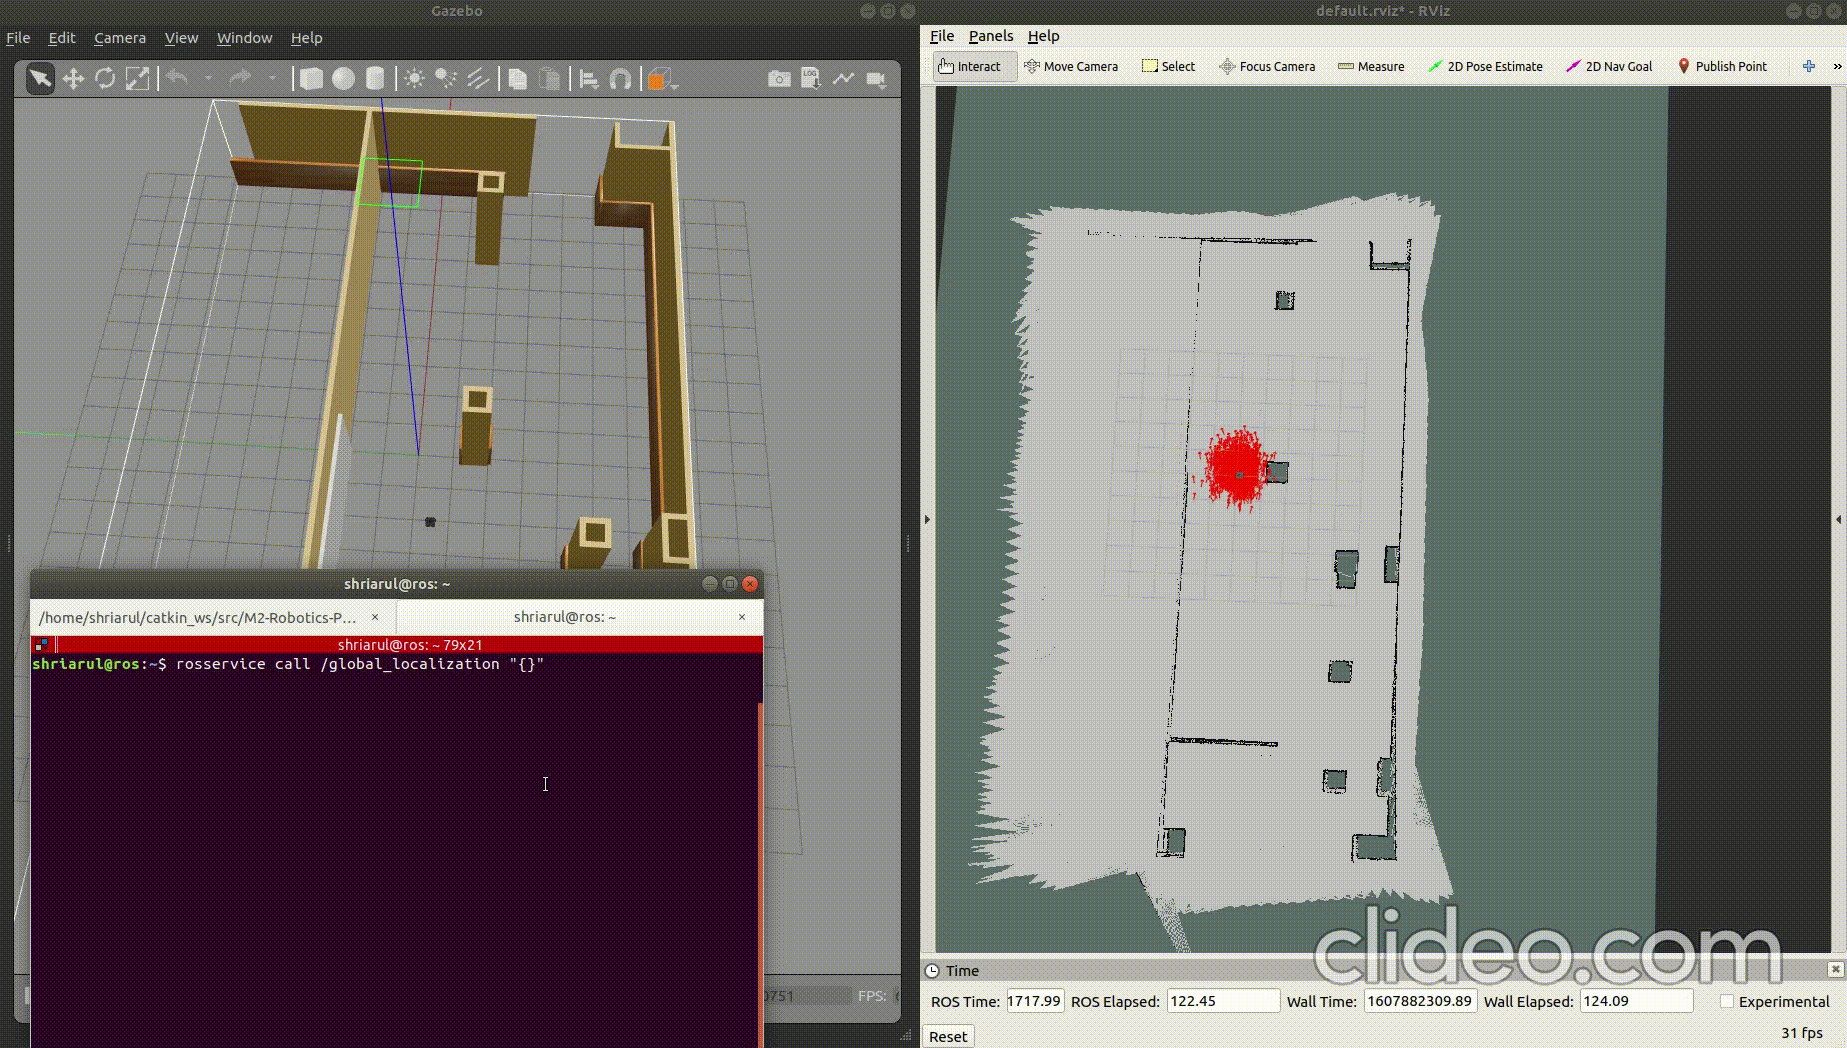 Gazebo
File Edit Camera View Window Help
LOG
shriarul@ros: ~
/home/shriarul/catkin_ws/src/M2-Robotics-P... × shriarul@ros: ~ ×
shriarul@ros: ~ 79x21
shriarul@ros:~$ rosservice call /global_localization "{}"
0751 FPS:
default.rviz* - RViz
File Panels Help
Interact Move Camera Select Focus Camera Measure 2D Pose Estimate 2D Nav Goal Publish Point »
clideo.com
Time
ROS Time: 1717.99 ROS Elapsed: 122.45 Wall Time: 1607882309.89 Wall Elapsed: 124.09 Experimental
Reset 31 fps